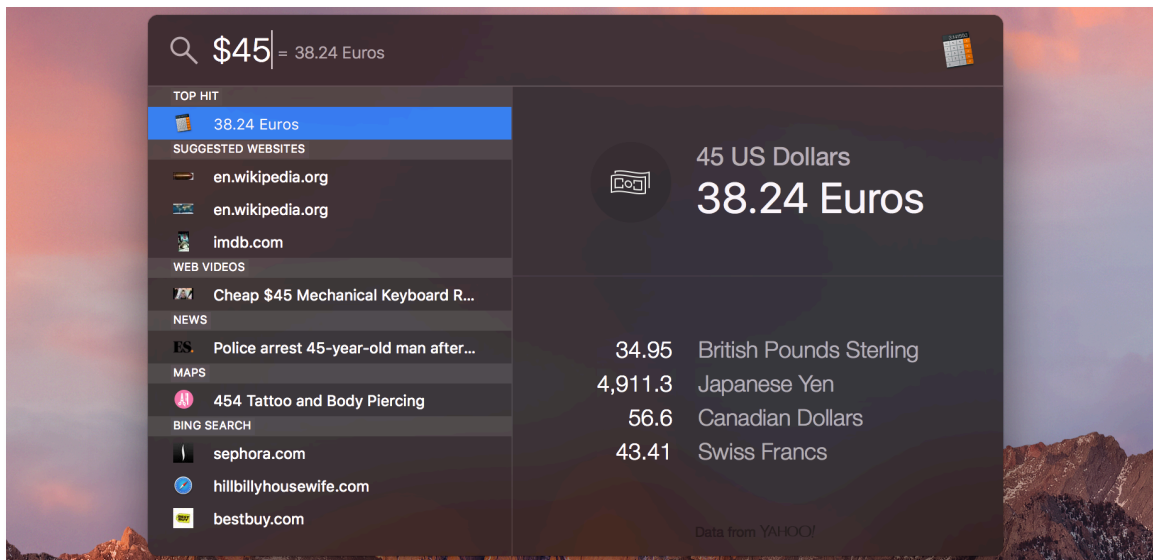 $45 = 38.24 Euros
TOP HIT
38.24 Euros
SUGGESTED WEBSITES
en.wikipedia.org
en.wikipedia.org
imdb.com
WEB VIDEOS
Cheap $45 Mechanical Keyboard R...
NEWS
ES.
Police arrest 45-year-old man after...
MAPS
454 Tattoo and Body Piercing
BING SEARCH
sephora.com
hillbillyhousewife.com
bestbuy.com
45 US Dollars
38.24 Euros
34.95 British Pounds Sterling
4,911.3 Japanese Yen
56.6 Canadian Dollars
43.41 Swiss Francs
Data from YAHOO!